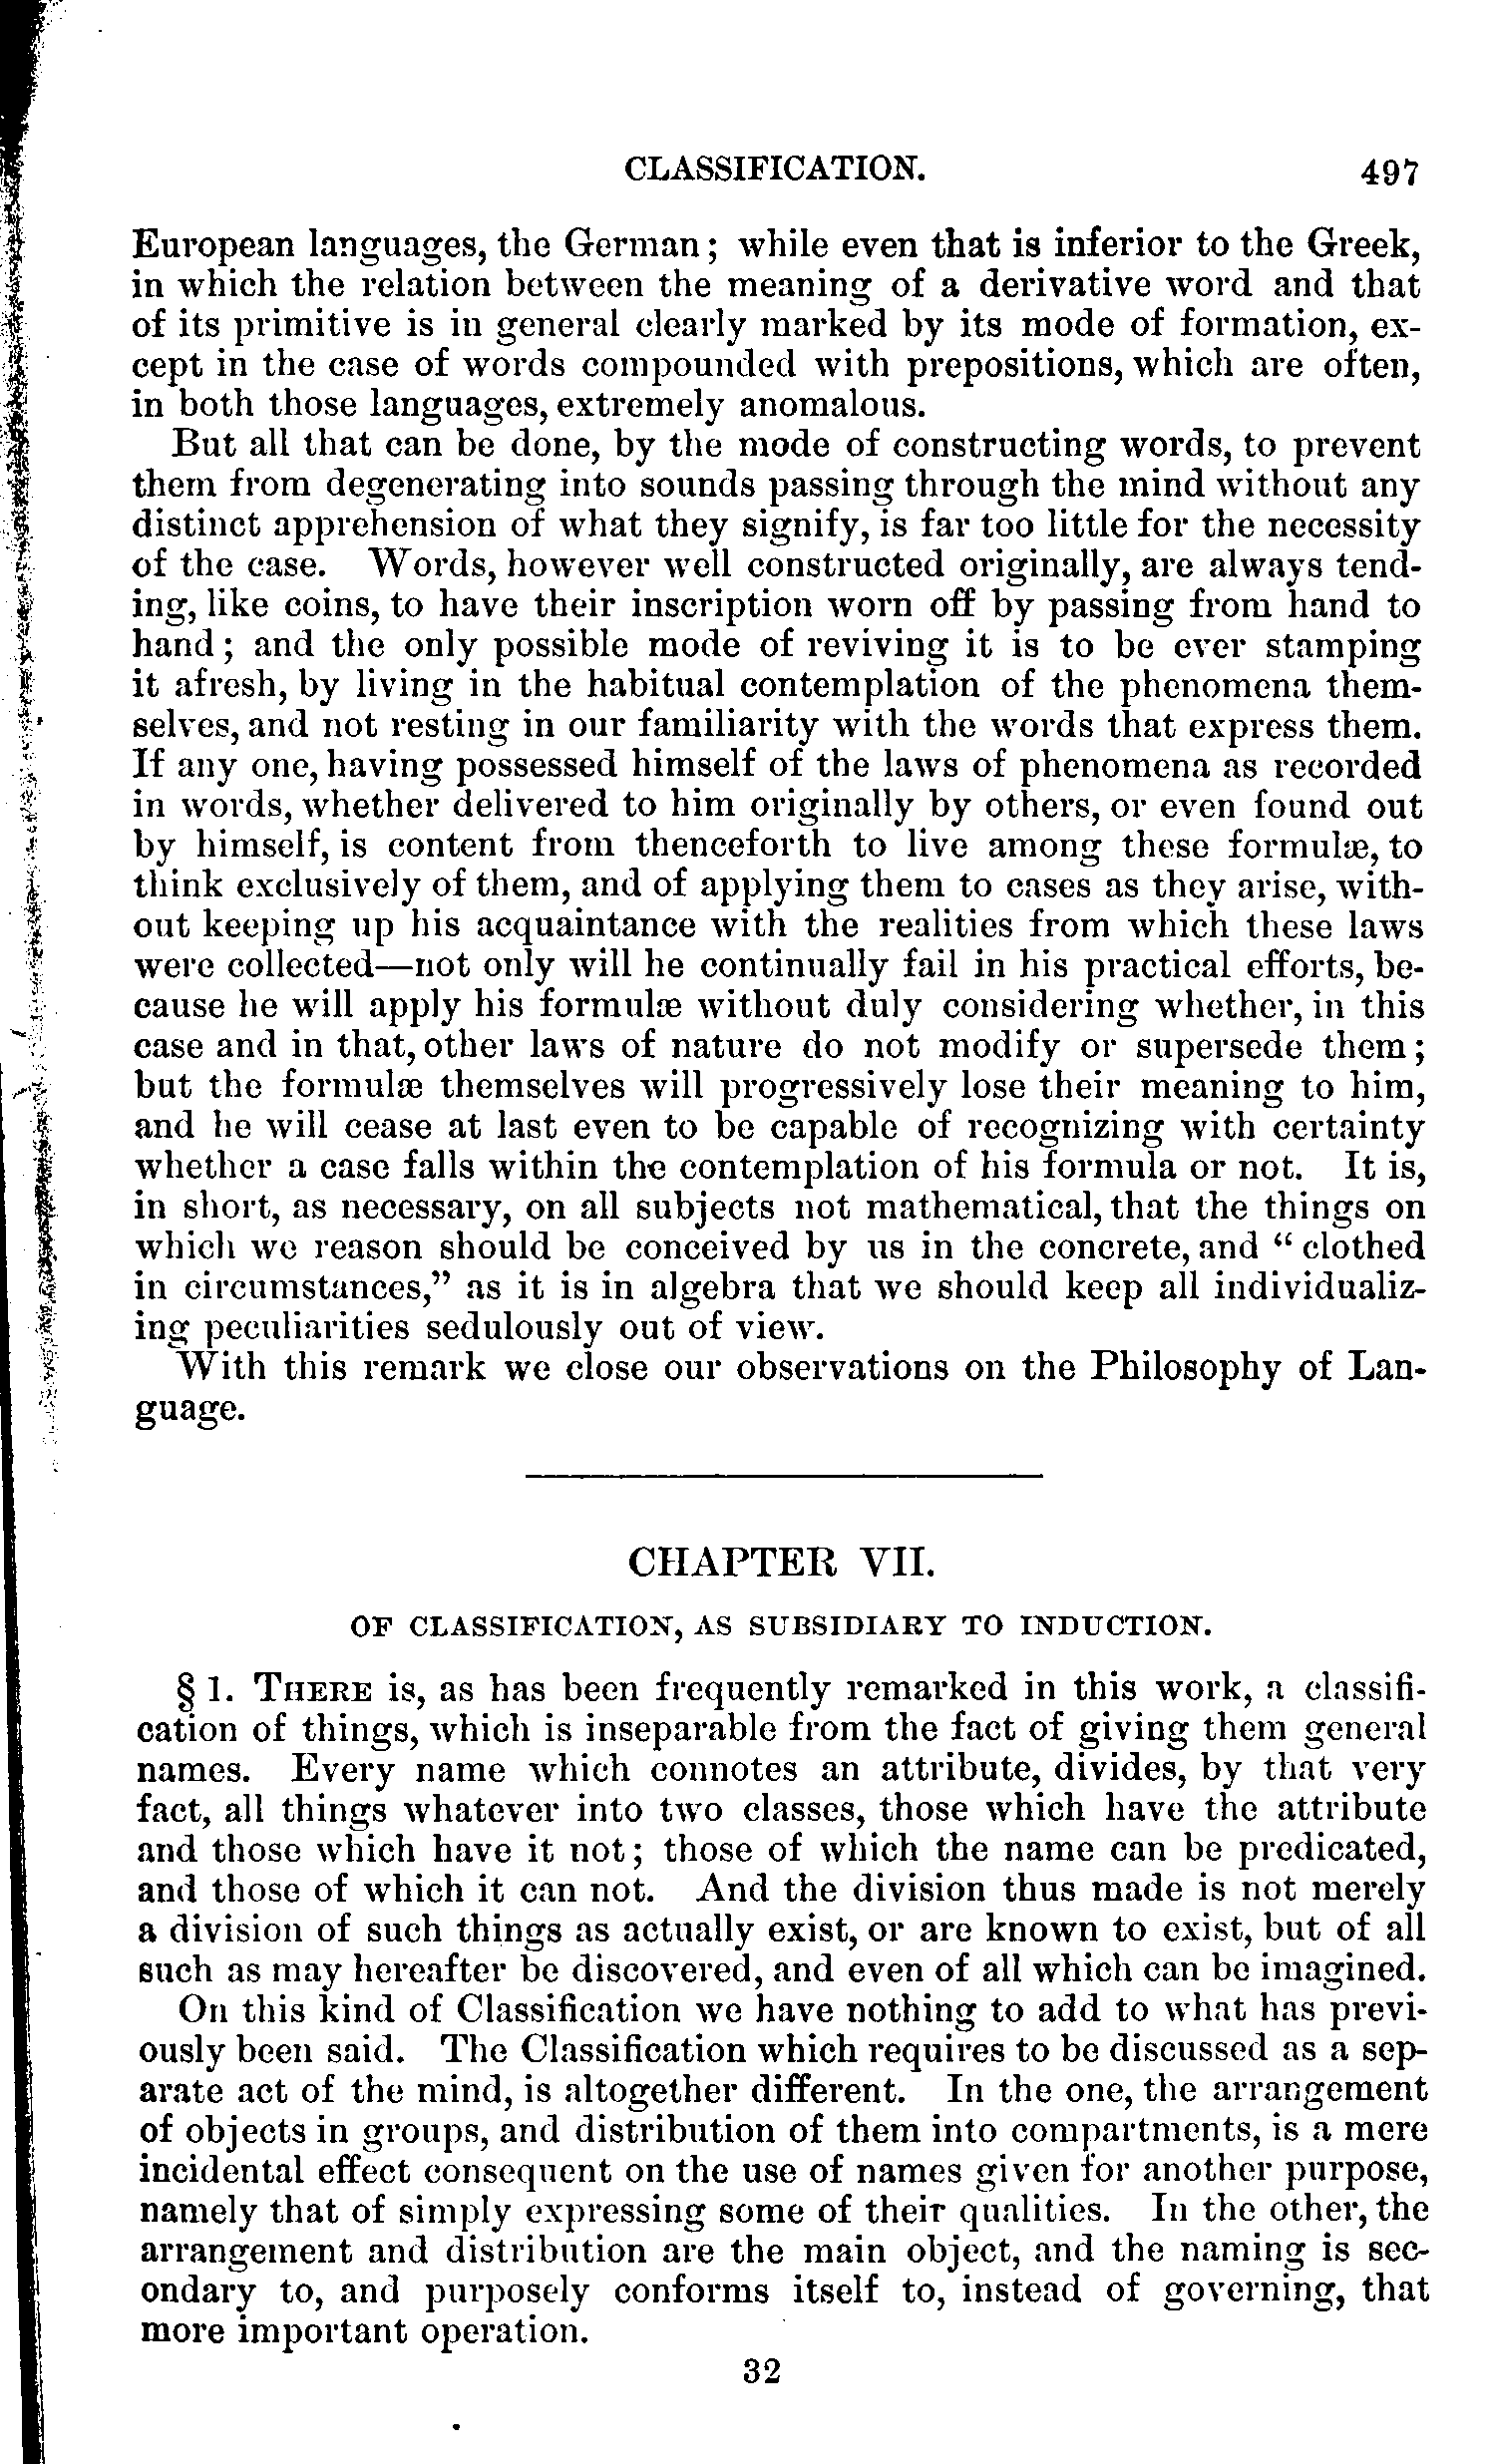 CLASSIFICATION. 497
European languages, the German; while even that is inferior to the Greek,
in which the relation between the meaning of a derivative word and that
of its primitive is in general clearly marked by its mode of formation, ex-
cept in the case of words compounded with prepositions, which are often,
in both those languages, extremely anomalous.
But all that can be done, by the mode of constructing words, to prevent
them from degenerating into sounds passing through the mind without any
distinct apprehension of what they signify, is far too little for the necessity
of the case. Words, however well constructed originally, are always tend-
ing, like coins, to have their inscription worn off by passing from hand to
hand; and the only possible mode of reviving it is to be ever stamping
it afresh, by living in the habitual contemplation of the phenomena them-
selves, and not resting in our familiarity with the words that express them.
If any one, having possessed himself of the laws of phenomena as recorded
in words, whether delivered to him originally by others, or even found out
by himself, is content from thenceforth to live among these formulæ, to
think exclusively of them, and of applying them to cases as they arise, with-
out keeping up his acquaintance with the realities from which these laws
were collected—not only will he continually fail in his practical efforts, be-
cause he will apply his formulæ without duly considering whether, in this
case and in that, other laws of nature do not modify or supersede them;
but the formulæ themselves will progressively lose their meaning to him,
and he will cease at last even to be capable of recognizing with certainty
whether a case falls within the contemplation of his formula or not. It is,
in short, as necessary, on all subjects not mathematical, that the things on
which we reason should be conceived by us in the concrete, and "clothed
in circumstances," as it is in algebra that we should keep all individualiz-
ing peculiarities sedulously out of view.
With this remark we close our observations on the Philosophy of Lan-
guage.
CHAPTER VII.
OF CLASSIFICATION, AS SUBSIDIARY TO INDUCTION.
§ 1. THERE is, as has been frequently remarked in this work, a classifi-
cation of things, which is inseparable from the fact of giving them general
names. Every name which connotes an attribute, divides, by that very
fact, all things whatever into two classes, those which have the attribute
and those which have it not; those of which the name can be predicated,
and those of which it can not. And the division thus made is not merely
a division of such things as actually exist, or are known to exist, but of all
such as may hereafter be discovered, and even of all which can be imagined.
On this kind of Classification we have nothing to add to what has previ-
ously been said. The Classification which requires to be discussed as a sep-
arate act of the mind, is altogether different. In the one, the arrangement
of objects in groups, and distribution of them into compartments, is a mere
incidental effect consequent on the use of names given for another purpose,
namely that of simply expressing some of their qualities. In the other, the
arrangement and distribution are the main object, and the naming is sec-
ondary to, and purposely conforms itself to, instead of governing, that
more important operation.
32